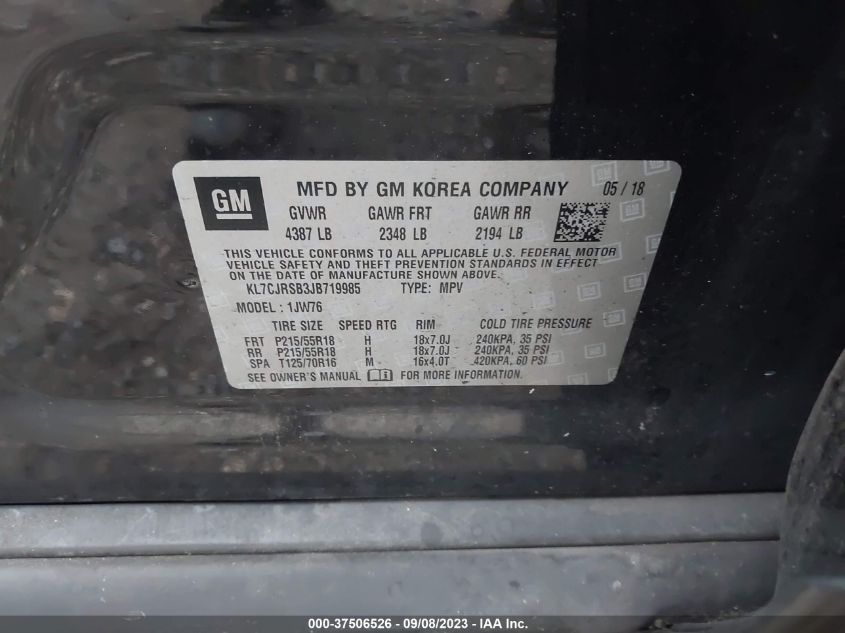 GM MFD BY GM KOREA COMPANY 05 / 18
GVWR GAWR FRT GAWR RR
4387 LB 2348 LB 2194 LB
THIS VEHICLE CONFORMS TO ALL APPLICABLE U.S. FEDERAL MOTOR
VEHICLE SAFETY AND THEFT PREVENTION STANDARDS IN EFFECT
ON THE DATE OF MANUFACTURE SHOWN ABOVE.
KL7CJRSB3JB719985 TYPE: MPV
MODEL : 1JW76
TIRE SIZE SPEED RTG RIM COLD TIRE PRESSURE
FRT P215/55R18 H 18x7.0J 240KPA, 35 PSI
RR P215/55R18 H 18x7.0J 240KPA, 35 PSI
SPA T125/70R16 M 16x4.0T 420KPA, 60 PSI
SEE OWNER'S MANUAL FOR MORE INFORMATION.
000-37506526 - 09/08/2023 - IAA Inc.